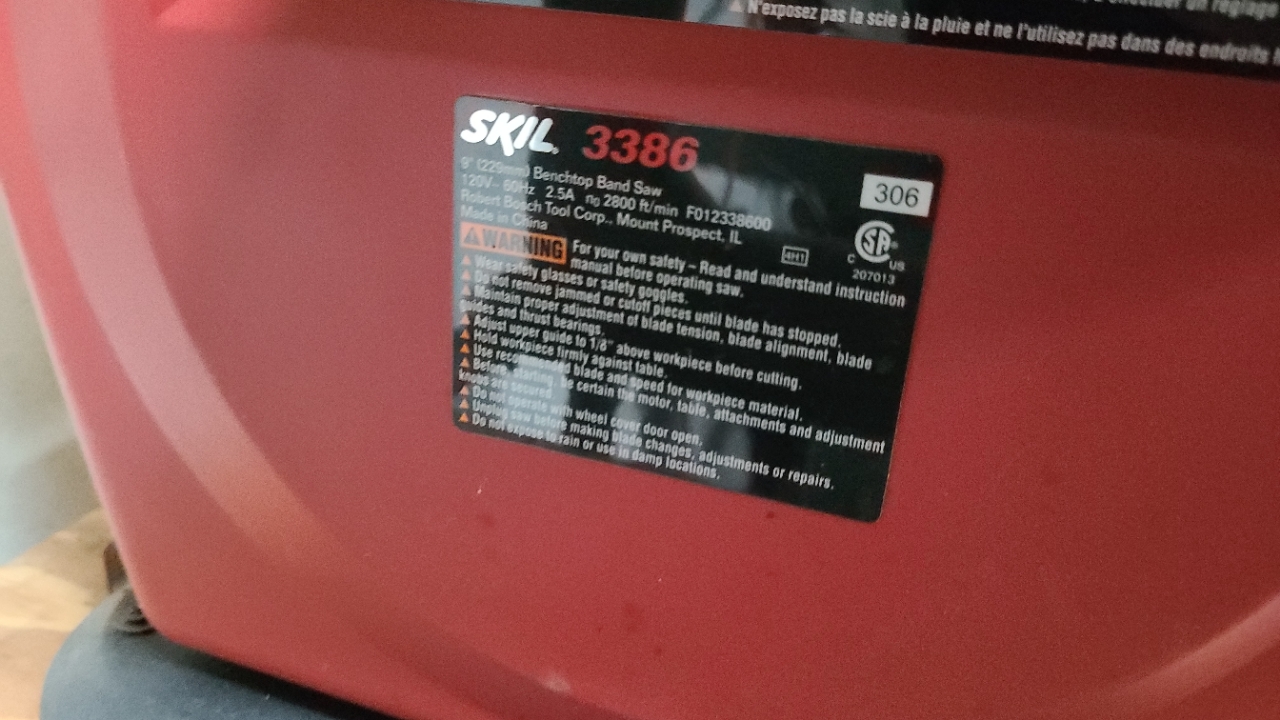 N'exposez pas la scie à la pluie et ne l'utilisez pas dans des endroits
SKIL 3386
306
9" (229mm) Benchtop Band Saw
120V~ 60Hz 2.5A n0 2800 ft/min F012338600
Robert Bosch Tool Corp., Mount Prospect, IL
Made in China
4H1
C SA US
207013
WARNING For your own safety – Read and understand instruction
manual before operating saw.
Wear safety glasses or safety goggles.
Do not remove jammed or cutoff pieces until blade has stopped.
Maintain proper adjustment of blade tension, blade alignment, blade
guides and thrust bearings.
Adjust upper guide to 1/8" above workpiece before cutting.
Hold workpiece firmly against table.
Use recommended blade and speed for workpiece material.
Before starting, be certain the motor, table, attachments and adjustment
knobs are secured.
Do not operate with wheel cover door open.
Unplug saw before making blade changes, adjustments or repairs.
Do not expose to rain or use in damp locations.